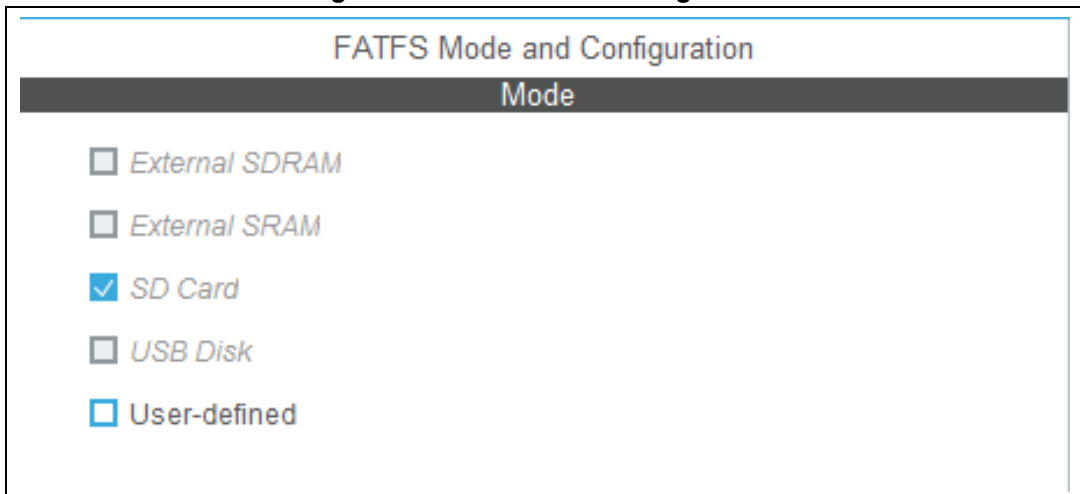 FATFS Mode and Configuration
Mode
External SDRAM
External SRAM
SD Card
USB Disk
User-defined